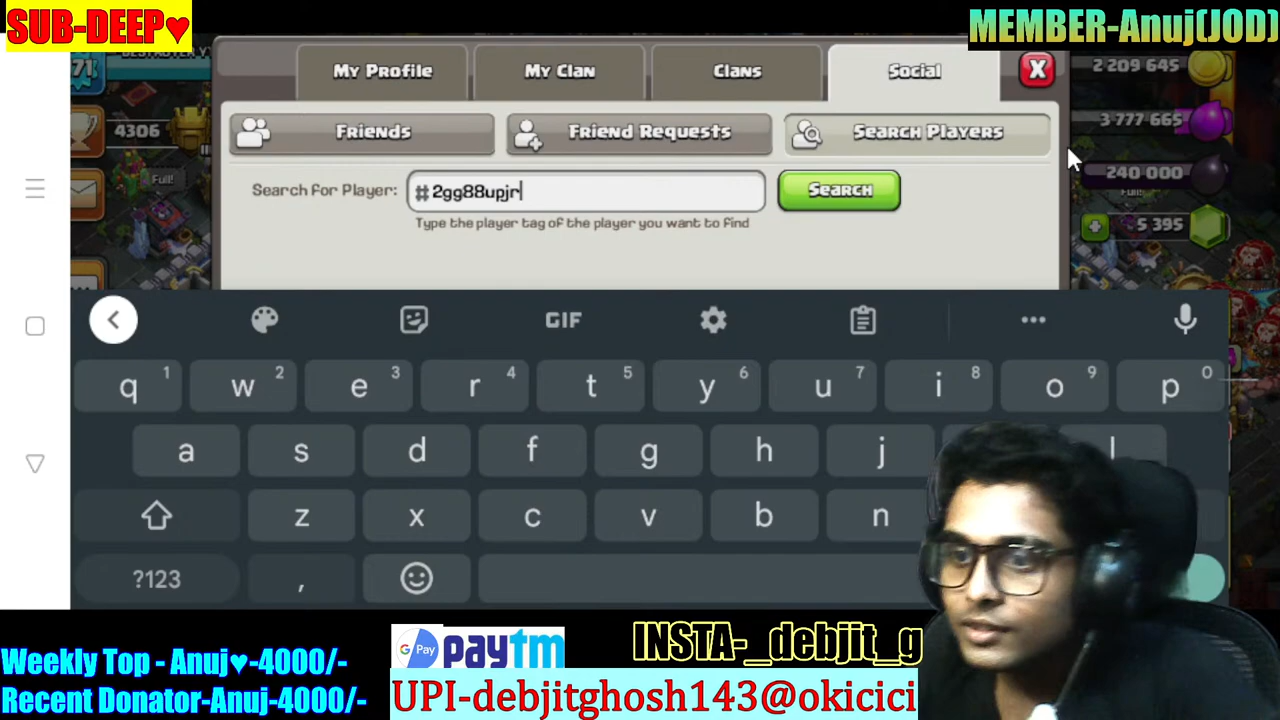 SUB-DEEP♥
MEMBER-Anuj(JOD)
71
My Profile
My Clan
Clans
Social
X
2 209 645
4306
Friends
Friend Requests
Search Players
3 777 665
Full!
Search for Player:
# 2gg88upjr
Search
240 000
Full!
Type the player tag of the player you want to find
5 395
GIF
q 1 w 2 e 3 r 4 t 5 y 6 u 7 i 8 o 9 p 0
a s d f g h j l
z x c v b n
?123 ,
Weekly Top - Anuj♥-4000/-
Recent Donator-Anuj-4000/-
G Pay paytm
INSTA-_debjit_g
UPI-debjitghosh143@okicici